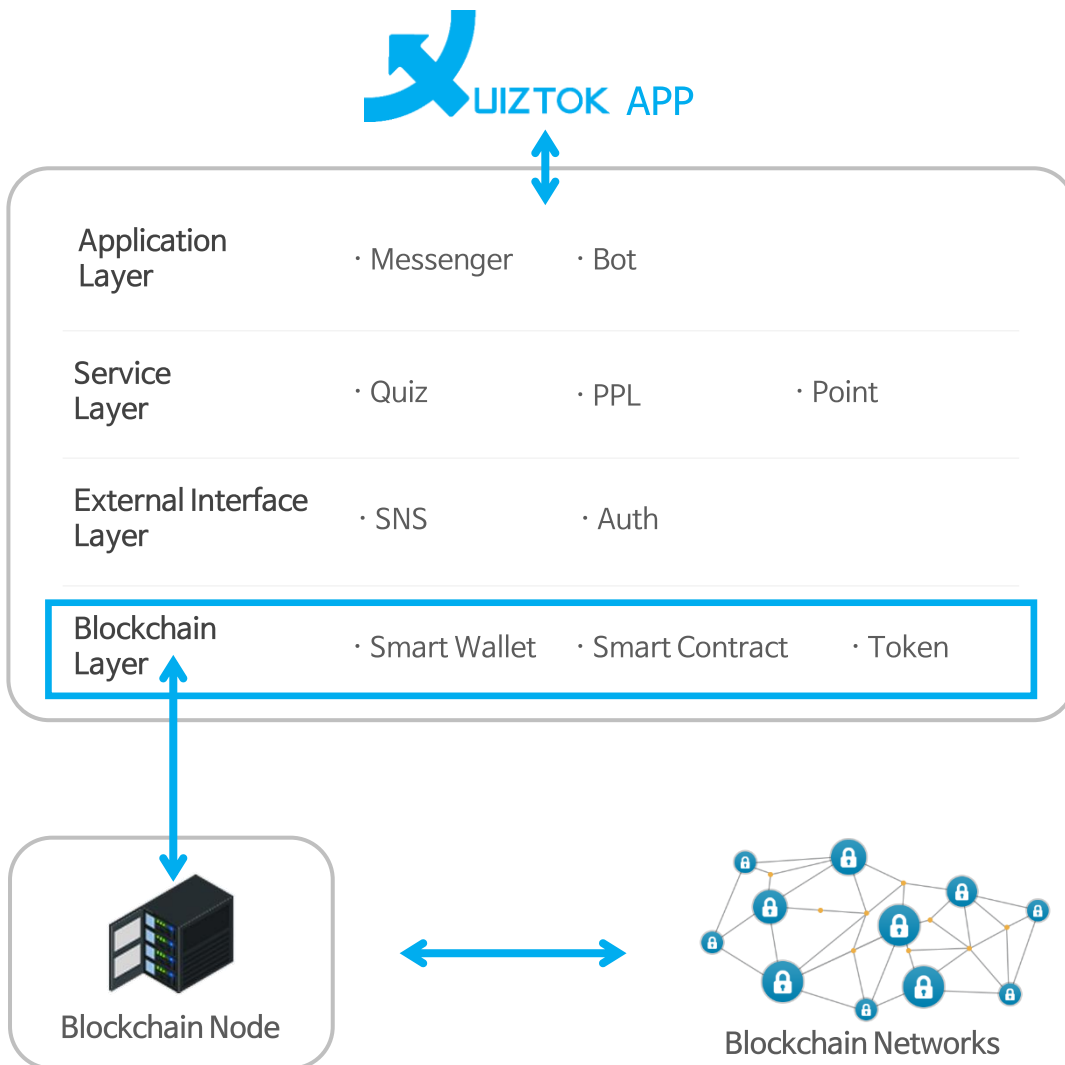 UIZTOK APP
Application
Layer
· Messenger
· Bot
Service
Layer
· Quiz
· PPL
· Point
External Interface
Layer
· SNS
· Auth
Blockchain
Layer
· Smart Wallet
· Smart Contract
· Token
Blockchain Node
Blockchain Networks